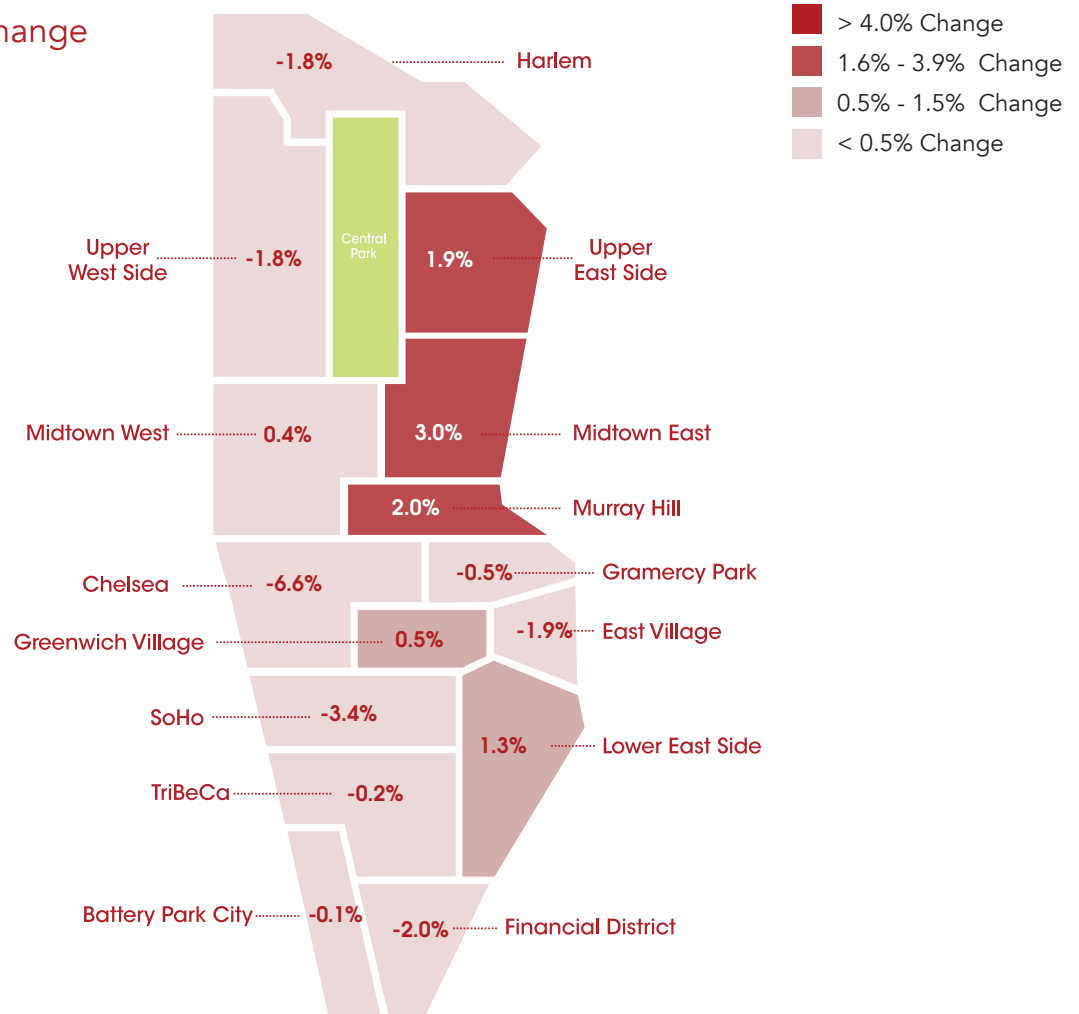 > 4.0% Change
1.6% - 3.9% Change
0.5% - 1.5% Change
< 0.5% Change
-1.8%
Harlem
Upper
West Side
-1.8%
Central
Park
1.9%
Upper
East Side
Midtown West
0.4%
3.0%
Midtown East
2.0%
Murray Hill
Chelsea
-6.6%
-0.5%
Gramercy Park
Greenwich Village
0.5%
-1.9%
East Village
SoHo
-3.4%
1.3%
Lower East Side
TriBeCa
-0.2%
Battery Park City
-0.1%
-2.0%
Financial District